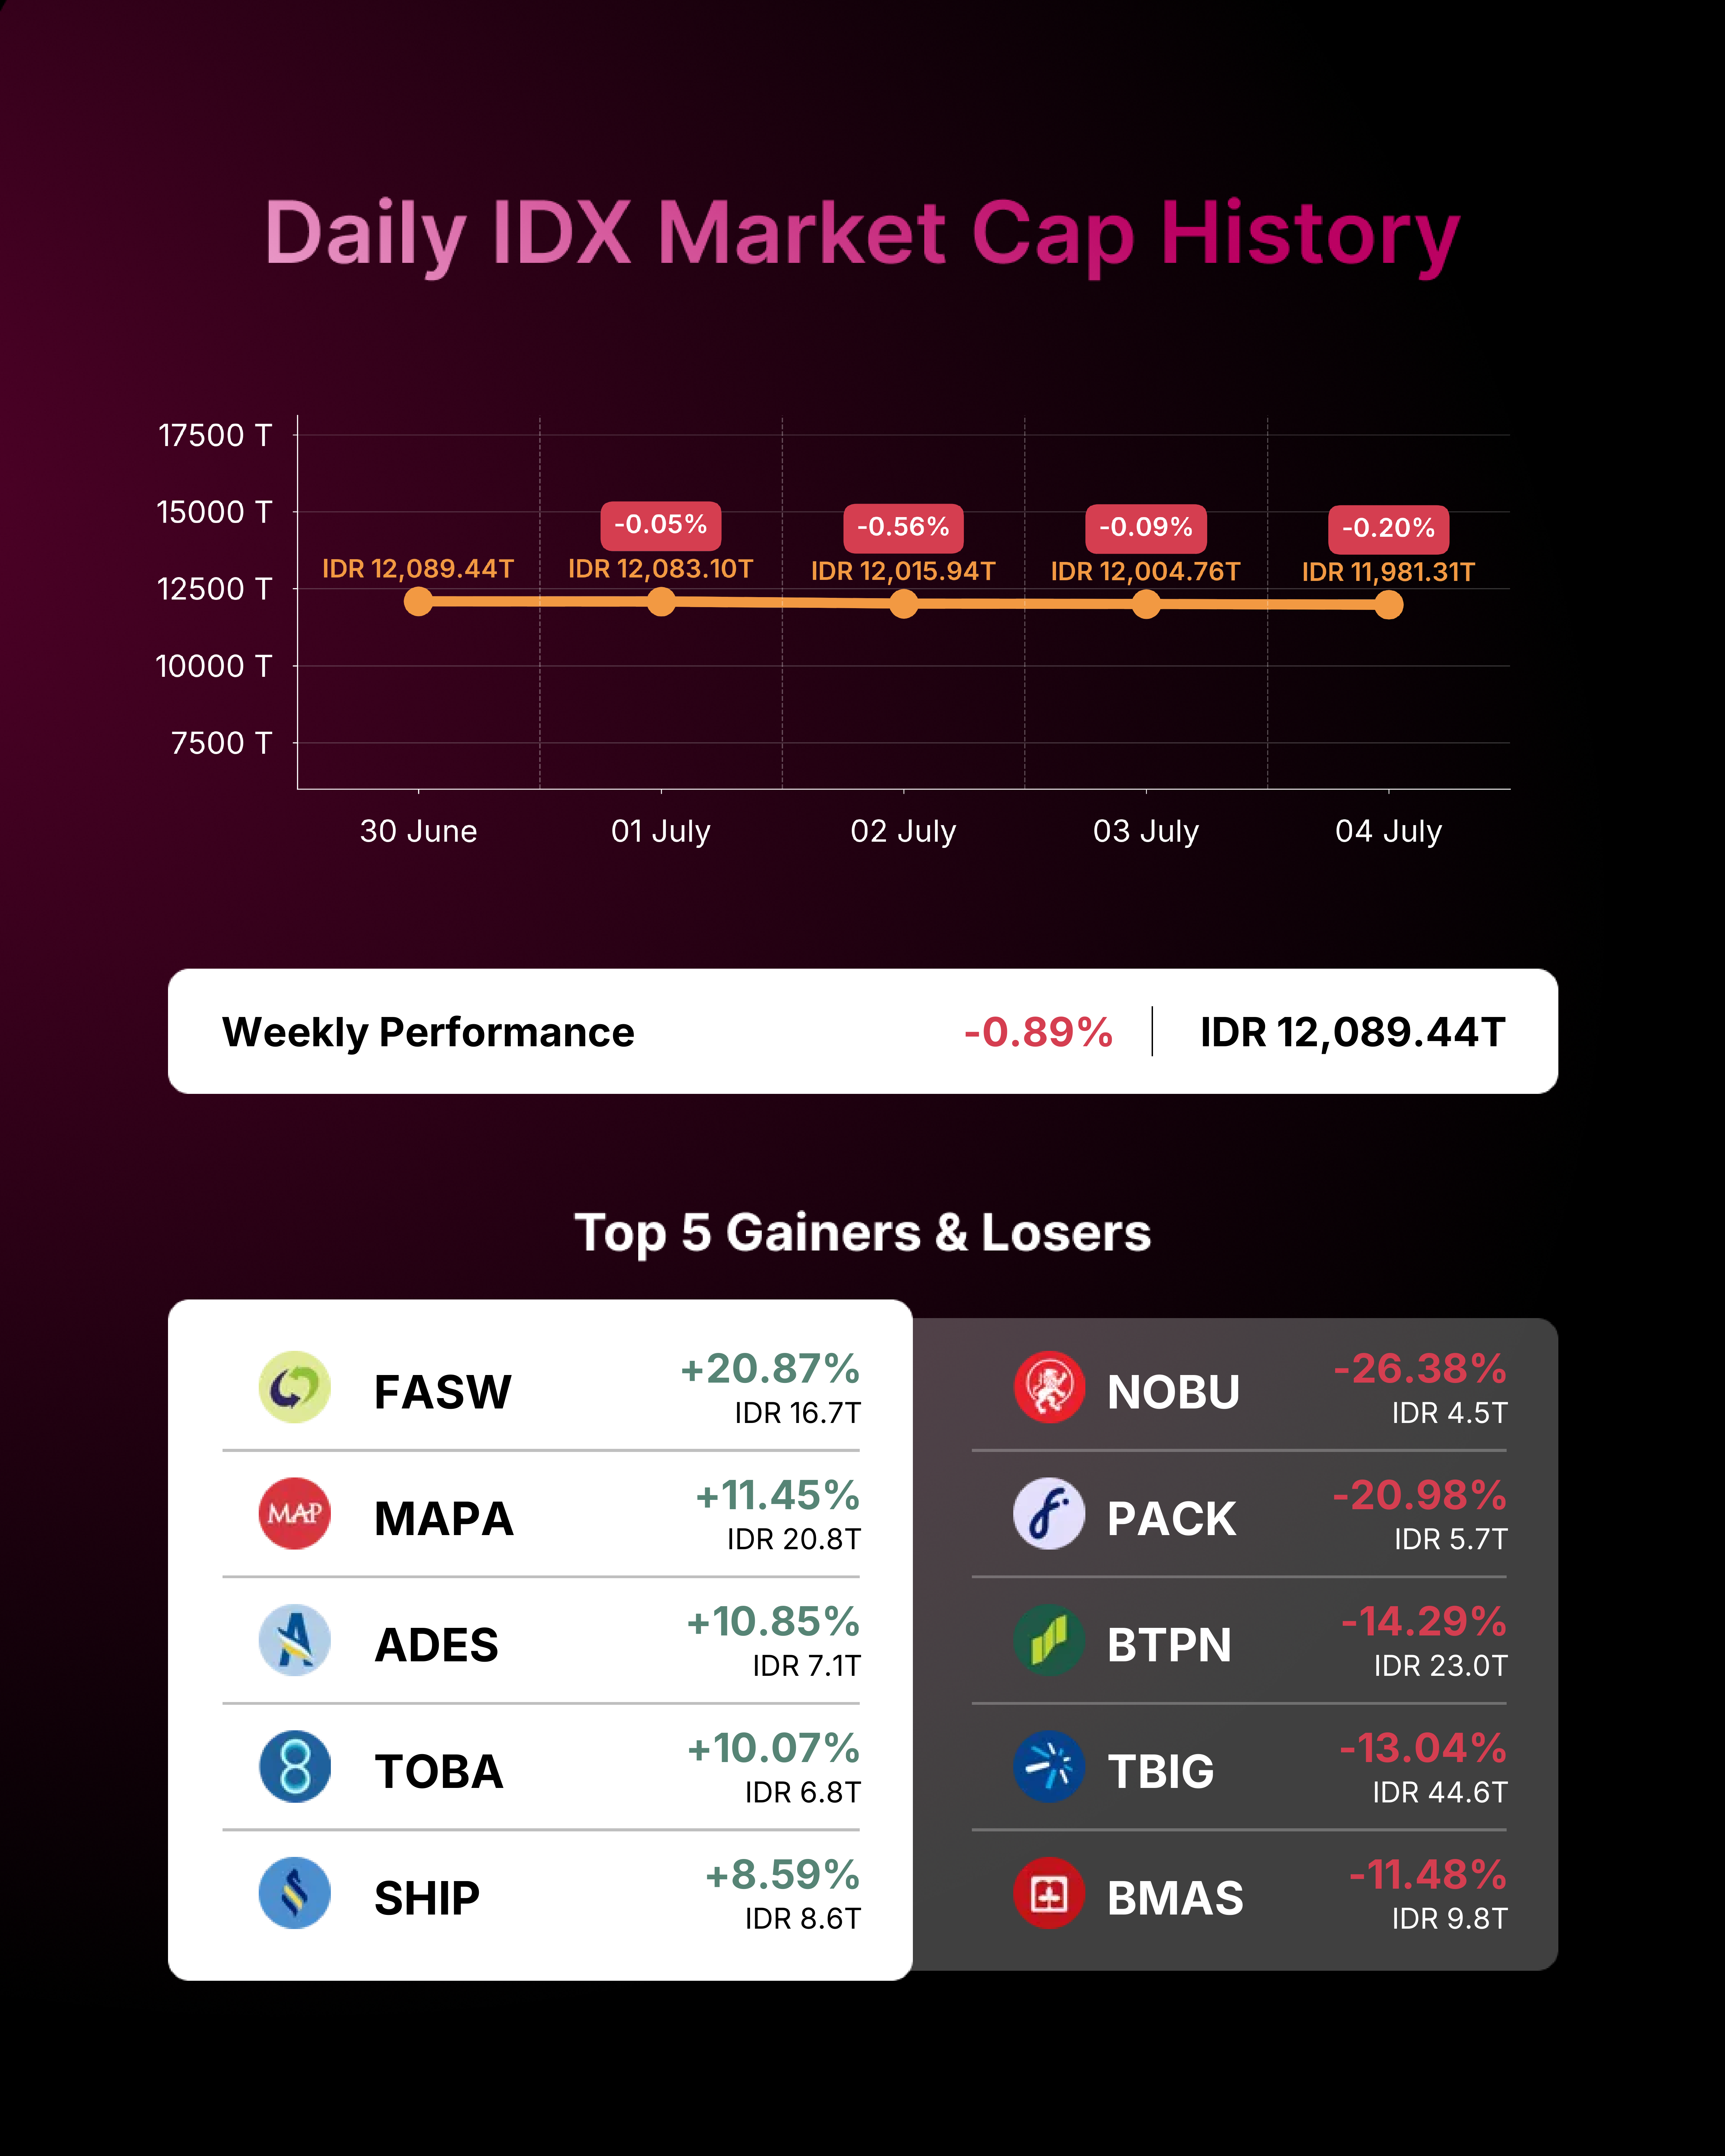 Daily IDX Market Cap History
17500 T
15000 T
12500 T
10000 T
7500 T
-0.05%
-0.56%
-0.09%
-0.20%
IDR 12,089.44T
IDR 12,083.10T
IDR 12,015.94T
IDR 12,004.76T
IDR 11,981.31T
30 June
01 July
02 July
03 July
04 July
Weekly Performance
-0.89%
IDR 12,089.44T
Top 5 Gainers & Losers
FASW
+20.87%
IDR 16.7T
MAP
MAPA
+11.45%
IDR 20.8T
ADES
+10.85%
IDR 7.1T
TOBA
+10.07%
IDR 6.8T
SHIP
+8.59%
IDR 8.6T
NOBU
-26.38%
IDR 4.5T
PACK
-20.98%
IDR 5.7T
BTPN
-14.29%
IDR 23.0T
TBIG
-13.04%
IDR 44.6T
BMAS
-11.48%
IDR 9.8T